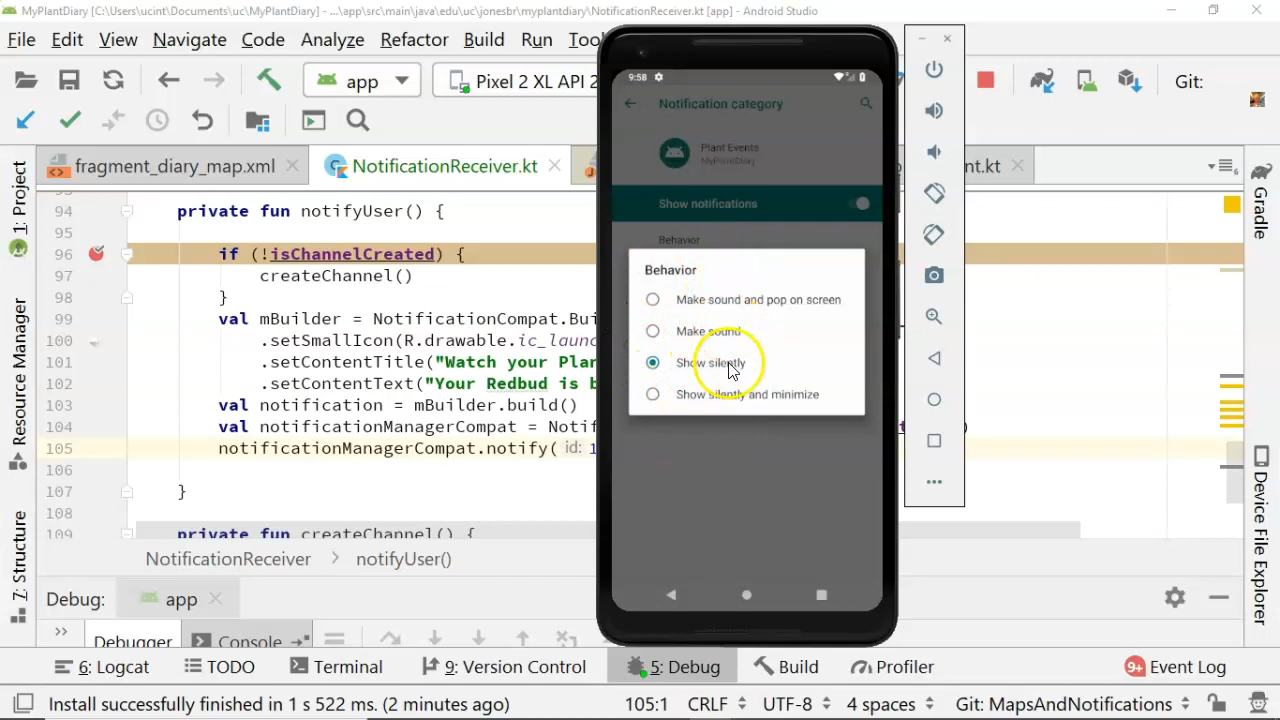 MyPlantDiary [C:\Users\ucint\Documents\uc\MyPlantDiary] - ...\app\src\main\java\edu\uc\jonesbr\myplantdiary\NotificationReceiver.kt [app] - Android Studio
File Edit View Navigate Code Analyze Refactor Build Run
app
Pixel 2 XL API 2
Git:
fragment_diary_map.xml
NotificationReceiver.kt
nt.kt
1: Project
Resource Manager
7: Structure
94 private fun notifyUser() {
95
96 if (!isChannelCreated) {
97 createChannel()
98 }
99 val mBuilder = NotificationCompat.Bui
100 .setSmallIcon(R.drawable.ic_laun
101 .setContentTitle("Watch your Plan
102 .setContentText("Your Redbud is b
103 val notification = mBuilder.build()
104 val notificationManagerCompat = Notif
105 notificationManagerCompat.notify( id: 1
106
107 }
108
109 private fun createChannel() {
9:58
Notification category
Plant Events
MyPlantDiary
Show notifications
Behavior
Behavior
Make sound and pop on screen
Make sound
Show silently
Show silently and minimize
Gradle
Device File Explorer
NotificationReceiver > notifyUser()
Debug: app
Debugger Console
6: Logcat TODO Terminal 9: Version Control 5: Debug Build Profiler 9+ Event Log
Install successfully finished in 1 s 522 ms. (2 minutes ago) 105:1 CRLF UTF-8 4 spaces Git: MapsAndNotifications